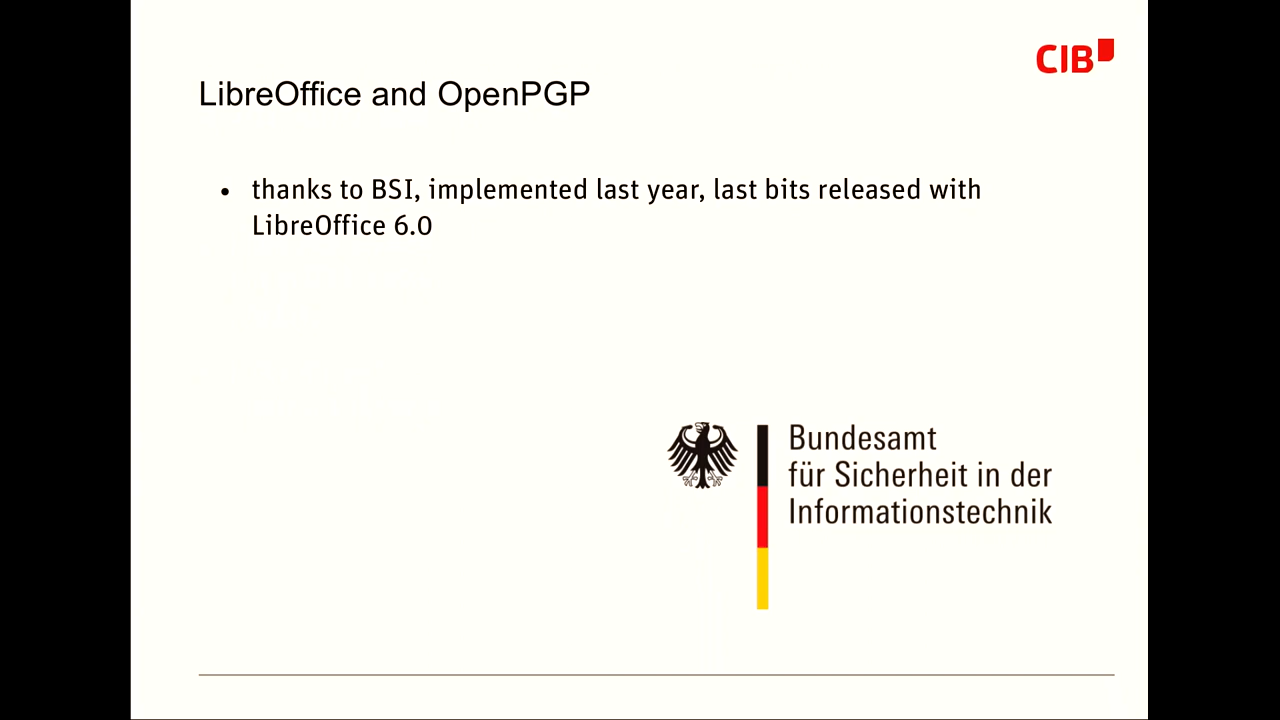 CIB
LibreOffice and OpenPGP
• thanks to BSI, implemented last year, last bits released with
LibreOffice 6.0
Bundesamt
für Sicherheit in der
Informationstechnik